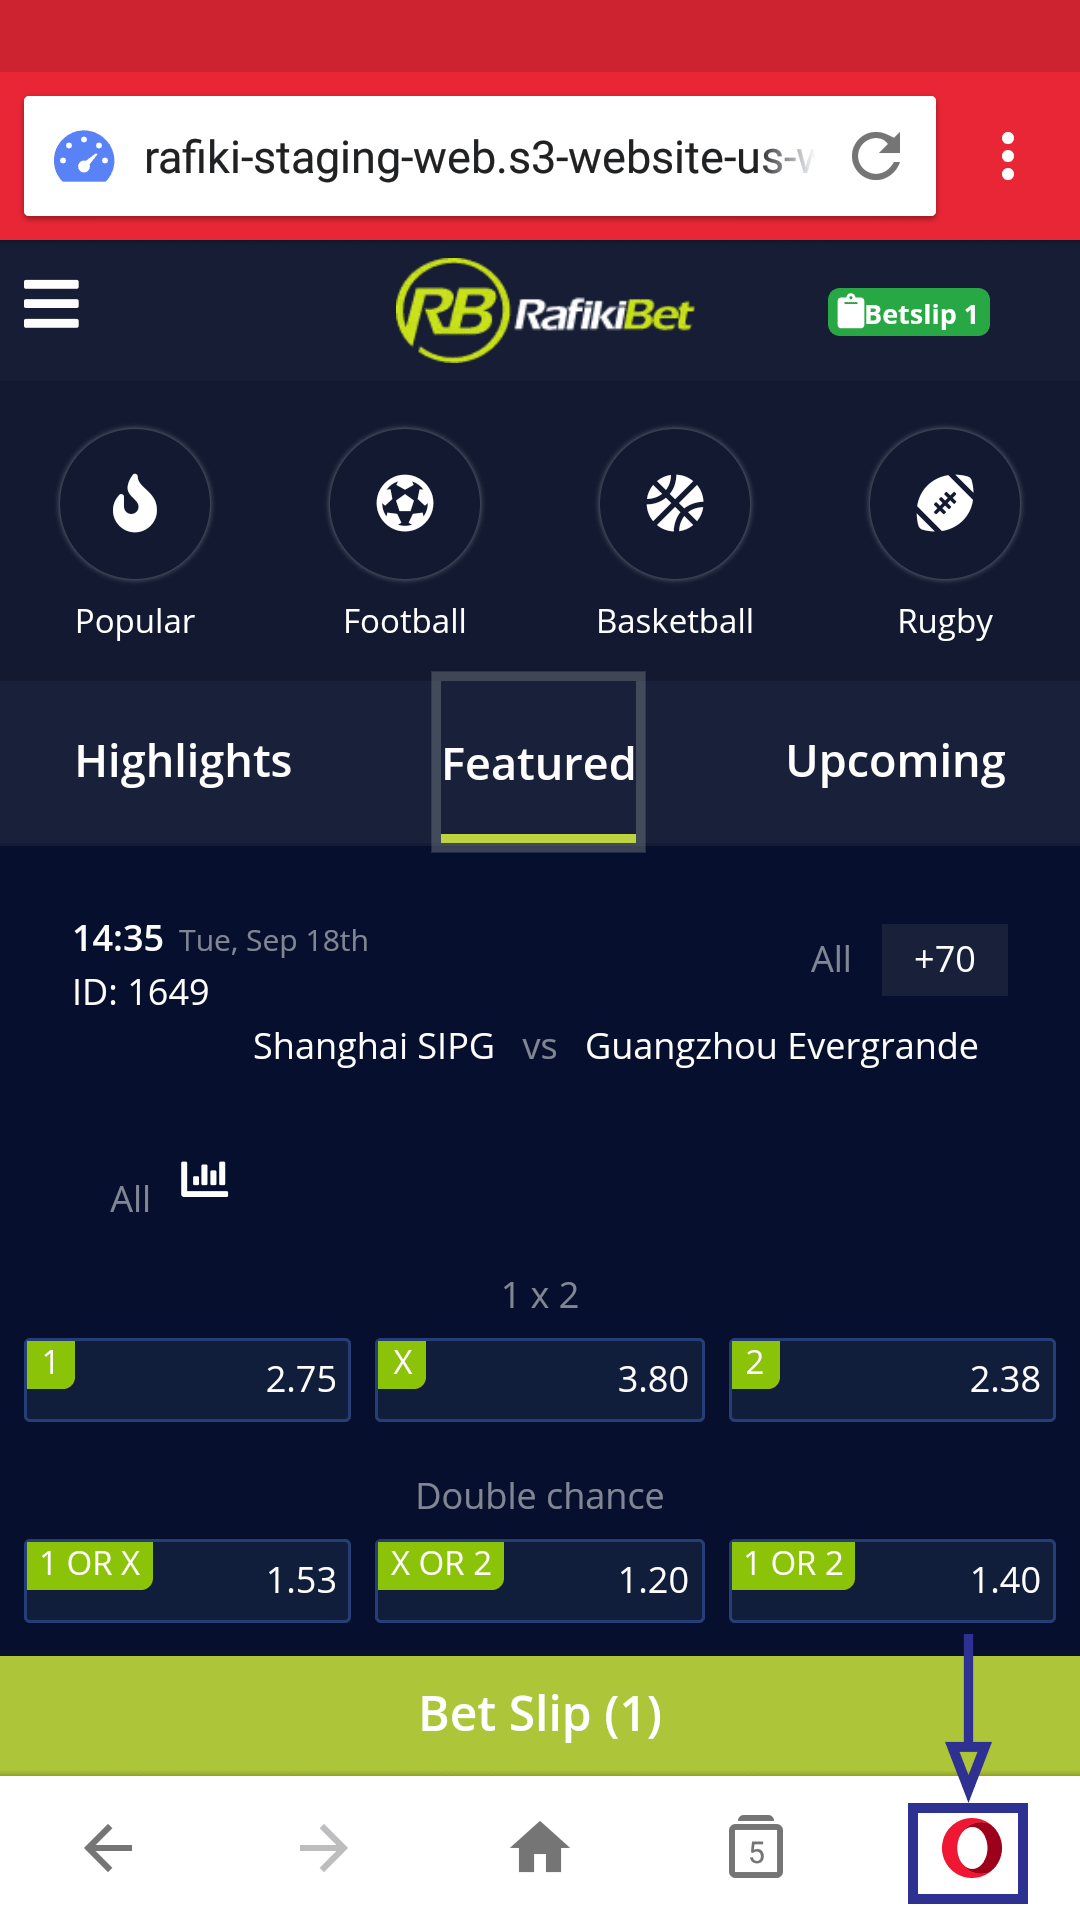 rafiki-staging-web.s3-website-us-w
RB RafikiBet
Betslip 1
Popular Football Basketball Rugby
Highlights Featured Upcoming
14:35 Tue, Sep 18th
All +70
ID: 1649
Shanghai SIPG vs Guangzhou Evergrande
All
1 x 2
1 2.75 X 3.80 2 2.38
Double chance
1 OR X 1.53 X OR 2 1.20 1 OR 2 1.40
Bet Slip (1)
5